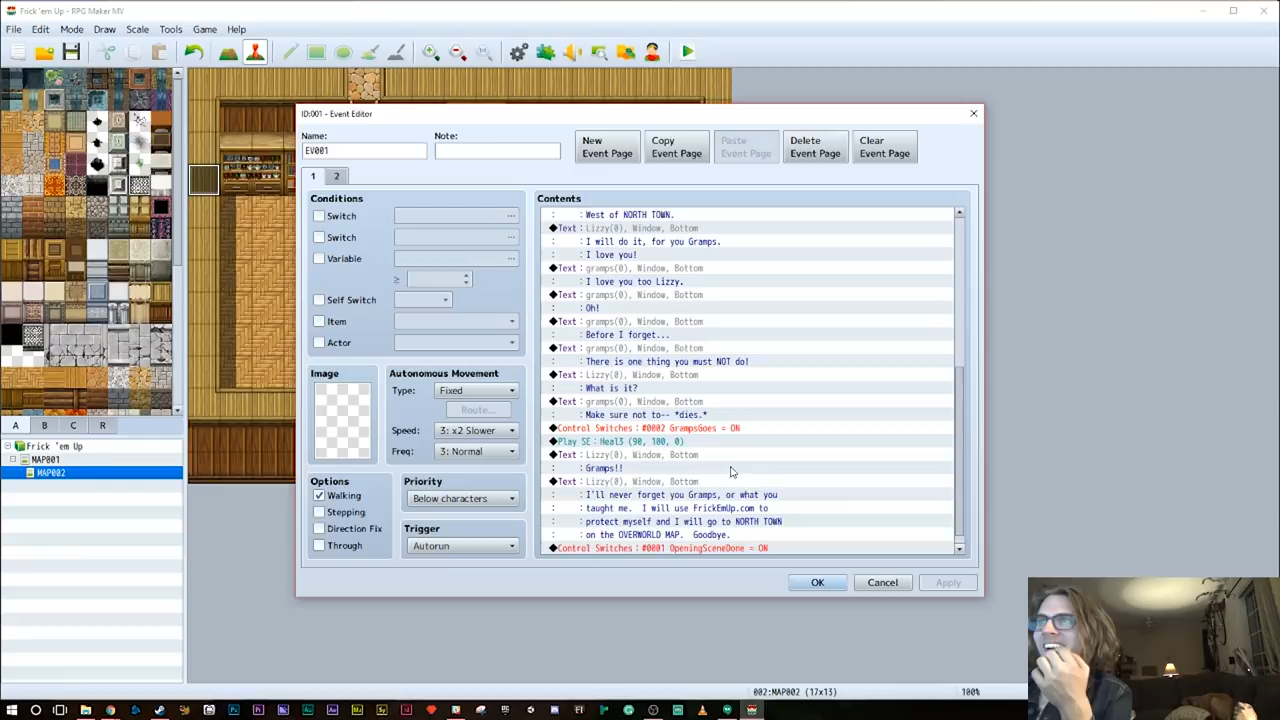 Frick 'em Up - RPG Maker MV
File Edit Mode Draw Scale Tools Game Help
ID:001 - Event Editor
Name: Note:
EV001
New Event Page
Copy Event Page
Paste Event Page
Delete Event Page
Clear Event Page
1 2
Conditions
Switch ...
Switch ...
Variable ...
≥
Self Switch
Item
Actor
Image
Autonomous Movement
Type: Fixed
Route...
Speed: 3: x2 Slower
Freq: 3: Normal
Options
Walking
Stepping
Direction Fix
Through
Priority
Below characters
Trigger
Autorun
Contents
: : West of NORTH TOWN.
◆Text : Lizzy(0), Window, Bottom
: : I will do it, for you Gramps.
: : I love you!
◆Text : gramps(0), Window, Bottom
: : I love you too Lizzy.
◆Text : gramps(0), Window, Bottom
: : Oh!
◆Text : gramps(0), Window, Bottom
: : Before I forget...
◆Text : gramps(0), Window, Bottom
: : There is one thing you must NOT do!
◆Text : Lizzy(0), Window, Bottom
: : What is it?
◆Text : gramps(0), Window, Bottom
: : Make sure not to-- *dies.*
◆Control Switches : #0002 GrampsGoes = ON
◆Play SE : Heal3 (90, 100, 0)
◆Text : Lizzy(0), Window, Bottom
: : Gramps!!
◆Text : Lizzy(0), Window, Bottom
: : I'll never forget you Gramps, or what you
: : taught me. I will use FrickEmUp.com to
: : protect myself and I will go to NORTH TOWN
: : on the OVERWORLD MAP. Goodbye.
◆Control Switches : #0001 OpeningSceneDone = ON
OK Cancel Apply
A B C R
Frick 'em Up
MAP001
MAP002
002:MAP002 (17x13) 100%